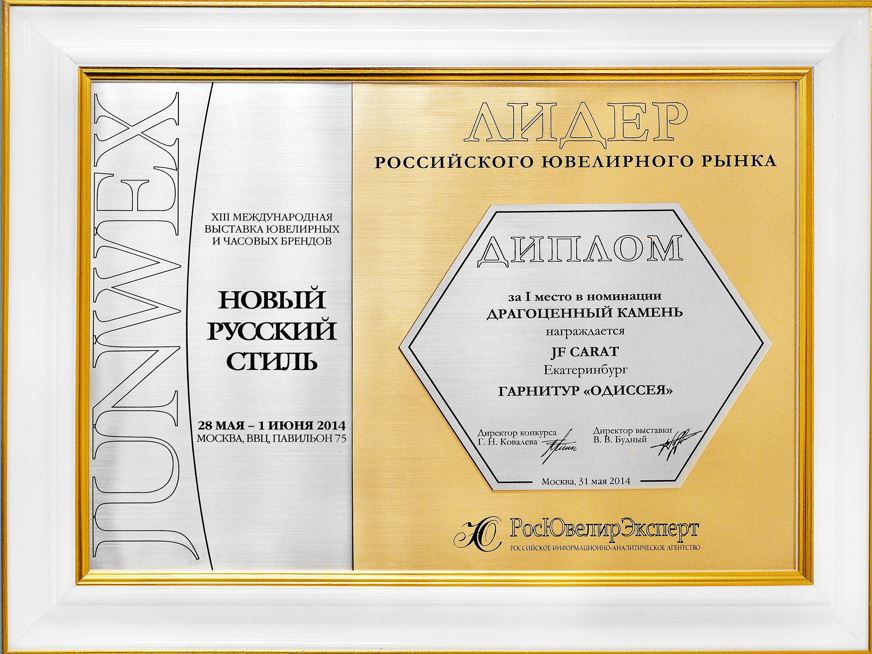 JUNWEX
XIII МЕЖДУНАРОДНАЯ
ВЫСТАВКА ЮВЕЛИРНЫХ
И ЧАСОВЫХ БРЕНДОВ
НОВЫЙ
РУССКИЙ
СТИЛЬ
28 МАЯ – 1 ИЮНЯ 2014
МОСКВА, ВВЦ, ПАВИЛЬОН 75
ЛИДЕР
РОССИЙСКОГО ЮВЕЛИРНОГО РЫНКА
ДИПЛОМ
за I место в номинации
ДРАГОЦЕННЫЙ КАМЕНЬ
награждается
JF CARAT
Екатеринбург
ГАРНИТУР «ОДИССЕЯ»
Директор конкурса
Г. Н. Ковалева
Директор выставки
В. В. Будный
Москва, 31 мая 2014
РосЮвелирЭксперт
РОССИЙСКОЕ ИНФОРМАЦИОННО-АНАЛИТИЧЕСКОЕ АГЕНТСТВО